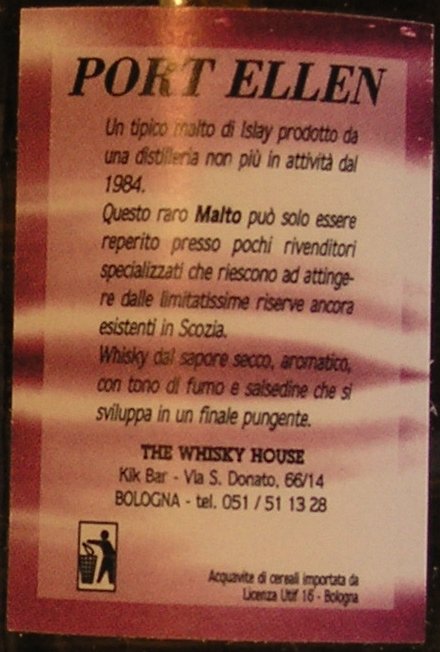 PORT ELLEN
Un tipico malto di Islay prodotto da
una distilleria non più in attività dal
1984.
Questo raro Malto può solo essere
reperito presso pochi rivenditori
specializzati che riescono ad attinge-
re dalle limitatissime riserve ancora
esistenti in Scozia.
Whisky dal sapore secco, aromatico,
con tono di fumo e salsedine che si
sviluppa in un finale pungente.
THE WHISKY HOUSE
Kik Bar - Via S. Donato, 66/14
BOLOGNA - tel. 051 / 51 13 28
Acquavite di cereali importata da
Licenza Utif 16 - Bologna